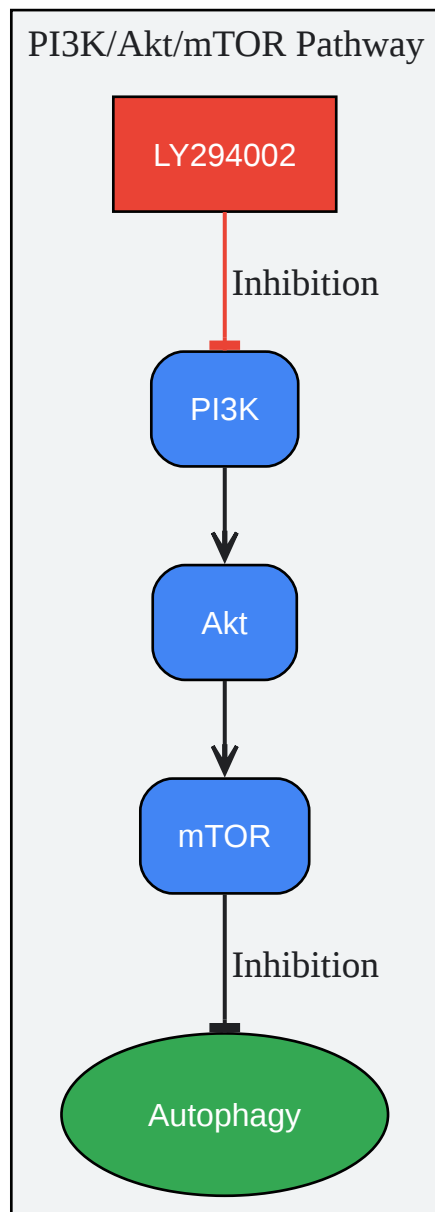 PI3K/Akt/mTOR Pathway
LY294002
Inhibition
PI3K
Akt
mTOR
Inhibition
Autophagy